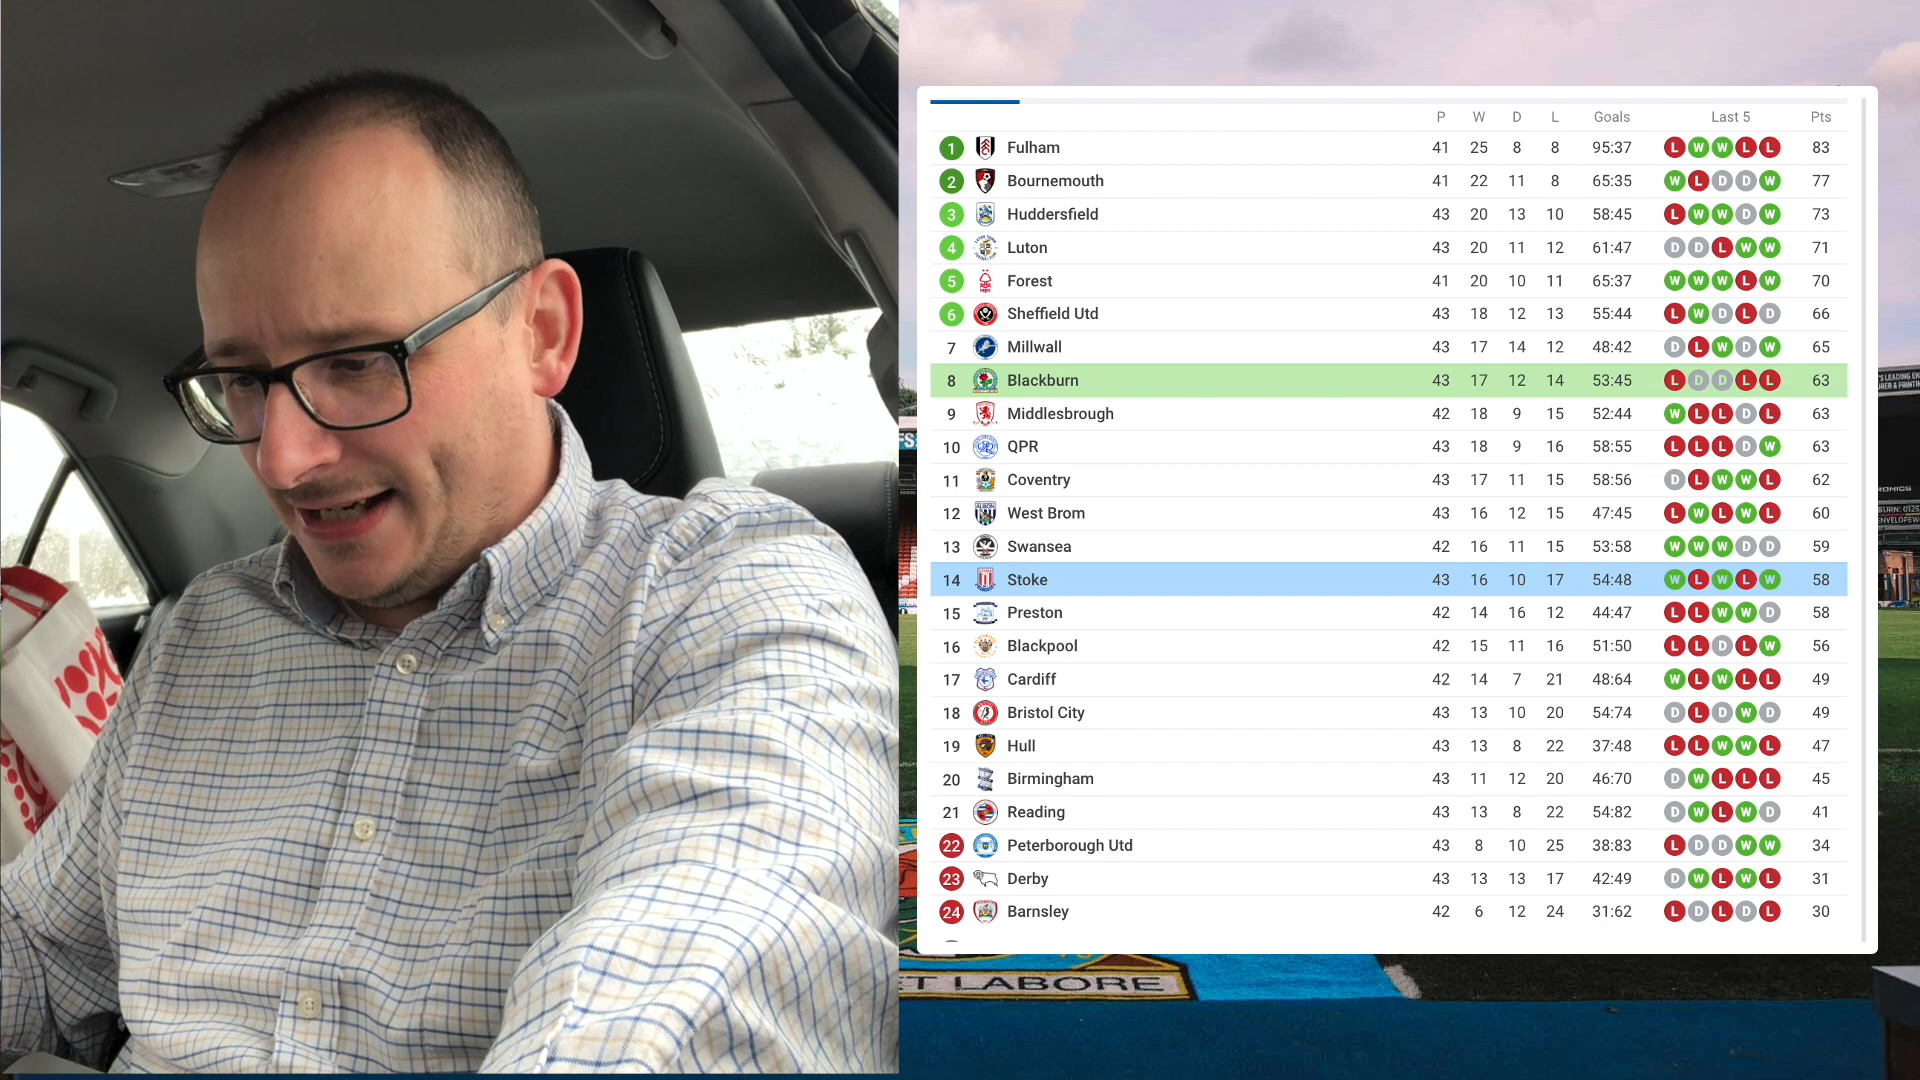 P W D L Goals Last 5 Pts
1 Fulham 41 25 8 8 95:37 L W W L L 83
2 Bournemouth 41 22 11 8 65:35 W L D D W 77
3 Huddersfield 43 20 13 10 58:45 L W W D W 73
4 Luton 43 20 11 12 61:47 D D L W W 71
5 Forest 41 20 10 11 65:37 W W W L W 70
6 Sheffield Utd 43 18 12 13 55:44 L W D L D 66
7 Millwall 43 17 14 12 48:42 D L W D W 65
8 Blackburn 43 17 12 14 53:45 L D D L L 63
9 Middlesbrough 42 18 9 15 52:44 W L L D L 63
10 QPR 43 18 9 16 58:55 L L L D W 63
11 Coventry 43 17 11 15 58:56 D L W W L 62
12 West Brom 43 16 12 15 47:45 L W L W L 60
13 Swansea 42 16 11 15 53:58 W W W D D 59
14 Stoke 43 16 10 17 54:48 W L W L W 58
15 Preston 42 14 16 12 44:47 L L W W D 58
16 Blackpool 42 15 11 16 51:50 L L D L W 56
17 Cardiff 42 14 7 21 48:64 W L W L L 49
18 Bristol City 43 13 10 20 54:74 D L D W D 49
19 Hull 43 13 8 22 37:48 L L W W L 47
20 Birmingham 43 11 12 20 46:70 D W L L L 45
21 Reading 43 13 8 22 54:82 D W L W D 41
22 Peterborough Utd 43 8 10 25 38:83 L D D W W 34
23 Derby 43 13 13 17 42:49 D W L W L 31
24 Barnsley 42 6 12 24 31:62 L D L D L 30
ET LABORE